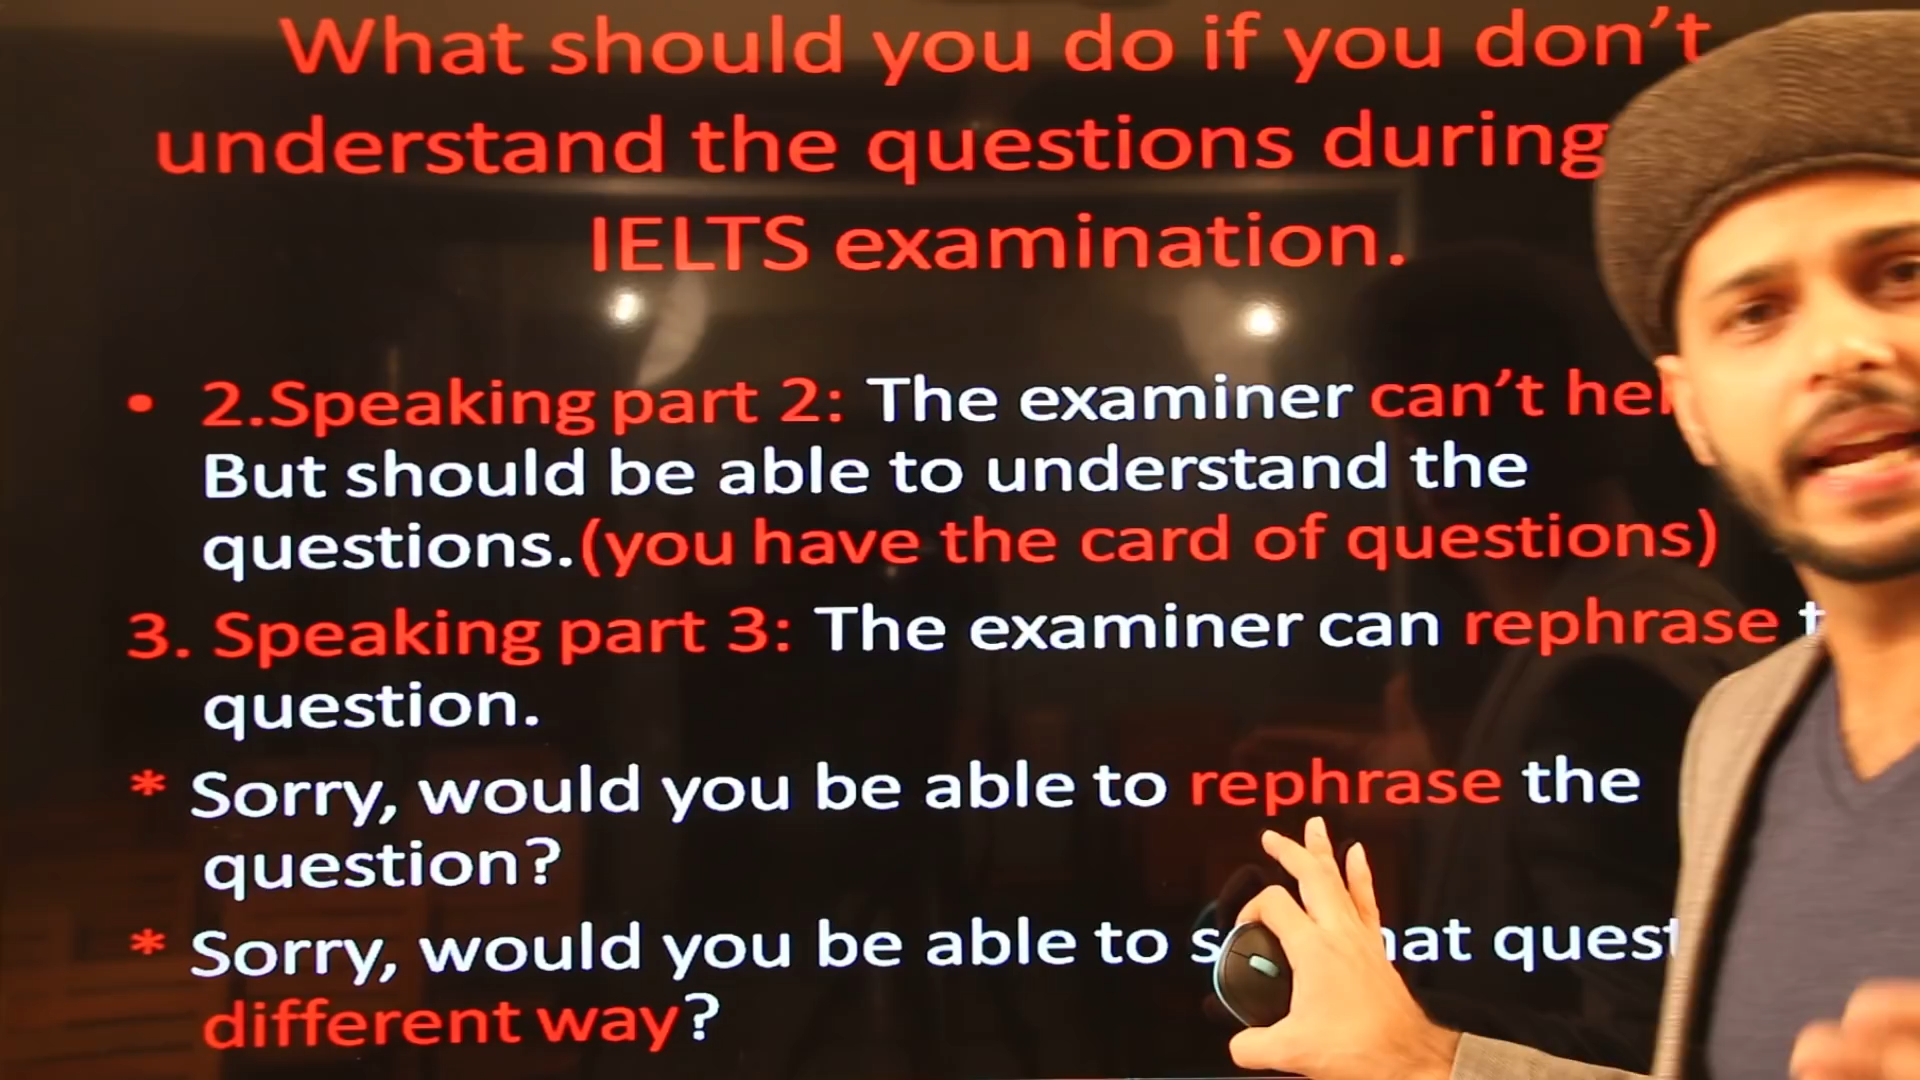 What should you do if you don't
understand the questions during
IELTS examination.
• 2.Speaking part 2: The examiner can't
But should be able to understand the
questions.(you have the card of questions)
3. Speaking part 3: The examiner can rephrase
question.
* Sorry, would you be able to rephrase the
question?
* Sorry, would you be able to
different way?